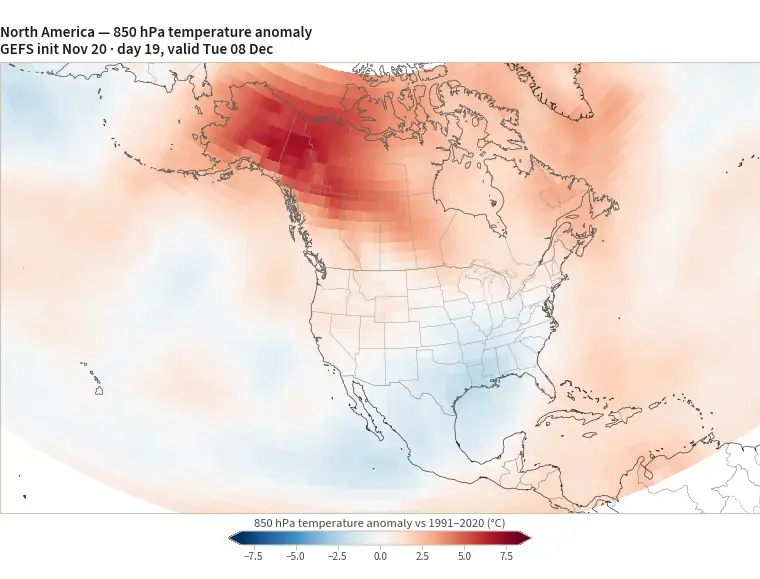 North America — 850 hPa temperature anomaly
GEFS init Nov 20 · day 19, valid Tue 08 Dec
850 hPa temperature anomaly vs 1991–2020 (°C)
−7.5 −5.0 −2.5 0.0 2.5 5.0 7.5